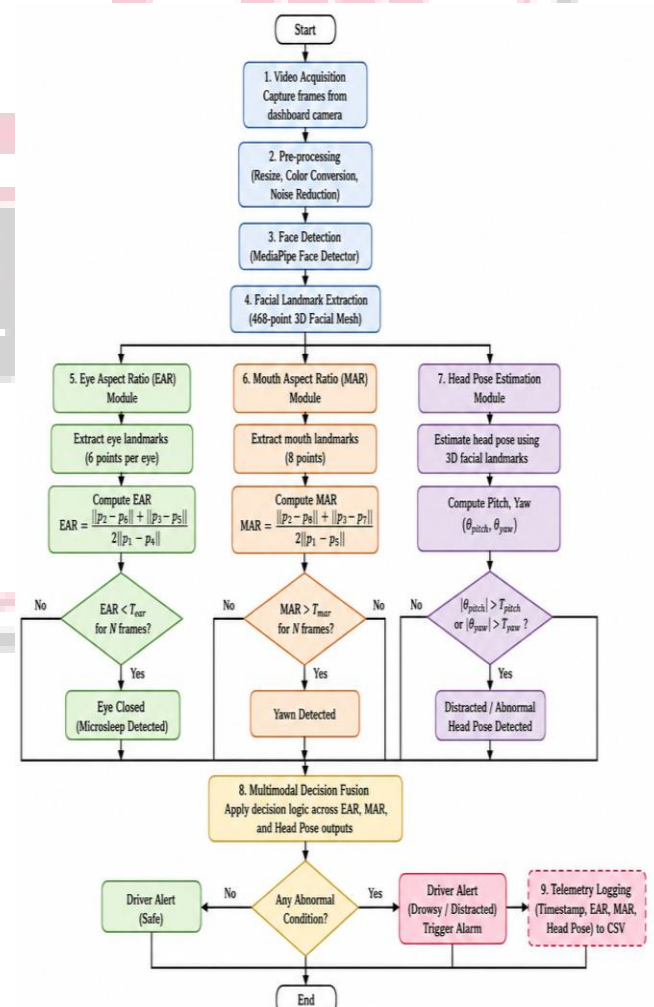 Start
1. Video Acquisition
Capture frames from
dashboard camera
2. Pre-processing
(Resize, Color Conversion,
Noise Reduction)
3. Face Detection
(MediaPipe Face Detector)
4. Facial Landmark Extraction
(468-point 3D Facial Mesh)
5. Eye Aspect Ratio (EAR)
Module
Extract eye landmarks
(6 points per eye)
Compute EAR
EAR = ||p₂ − p₆|| + ||p₃ − p₅|| / 2||p₁ − p₄||
EAR < T_ear
for N frames?
No
Yes
Eye Closed
(Microsleep Detected)
6. Mouth Aspect Ratio (MAR)
Module
Extract mouth landmarks
(8 points)
Compute MAR
MAR = ||p₂ − p₈|| + ||p₃ − p₇|| / 2||p₁ − p₅||
MAR > T_mar
for N frames?
No
No
Yes
Yawn Detected
7. Head Pose Estimation
Module
Estimate head pose using
3D facial landmarks
Compute Pitch, Yaw
(θ_pitch, θ_yaw)
|θ_pitch| > T_pitch
or |θ_yaw| > T_yaw ?
No
Yes
Distracted / Abnormal
Head Pose Detected
8. Multimodal Decision Fusion
Apply decision logic across EAR, MAR,
and Head Pose outputs
Any Abnormal
Condition?
No
Yes
Driver Alert
(Safe)
Driver Alert
(Drowsy / Distracted)
Trigger Alarm
9. Telemetry Logging
(Timestamp, EAR, MAR,
Head Pose) to CSV
End